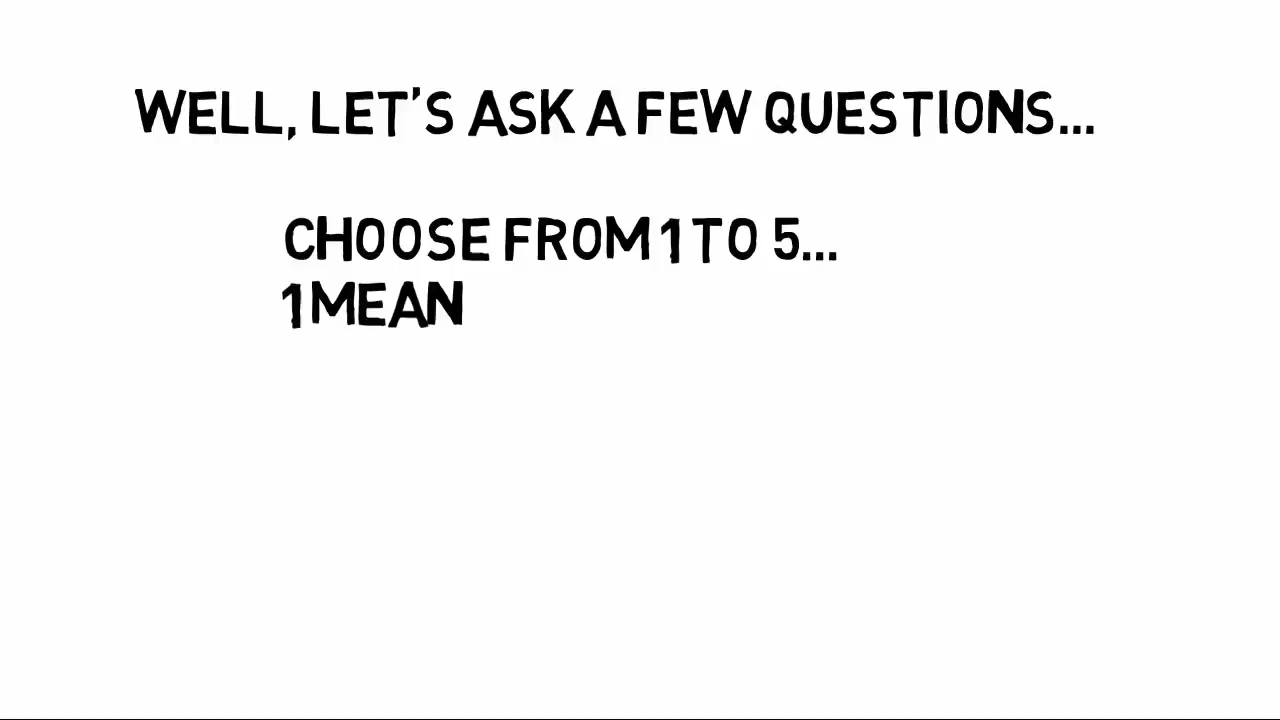 WELL, LET'S ASK A FEW QUESTIONS...
CHOOSE FROM 1 TO 5...
1 MEAN